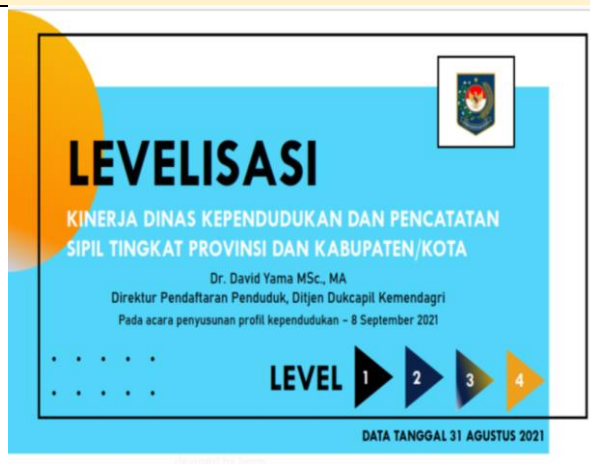 LEVELISASI
KINERJA DINAS KEPENDUDUKAN DAN PENCATATAN
SIPIL TINGKAT PROVINSI DAN KABUPATEN/KOTA
Dr. David Yama MSc., MA
Direktur Pendaftaran Penduduk, Ditjen Dukcapil Kemendagri
Pada acara penyusunan profil kependudukan – 8 September 2021
LEVEL 1 2 3 4
DATA TANGGAL 31 AGUSTUS 2021